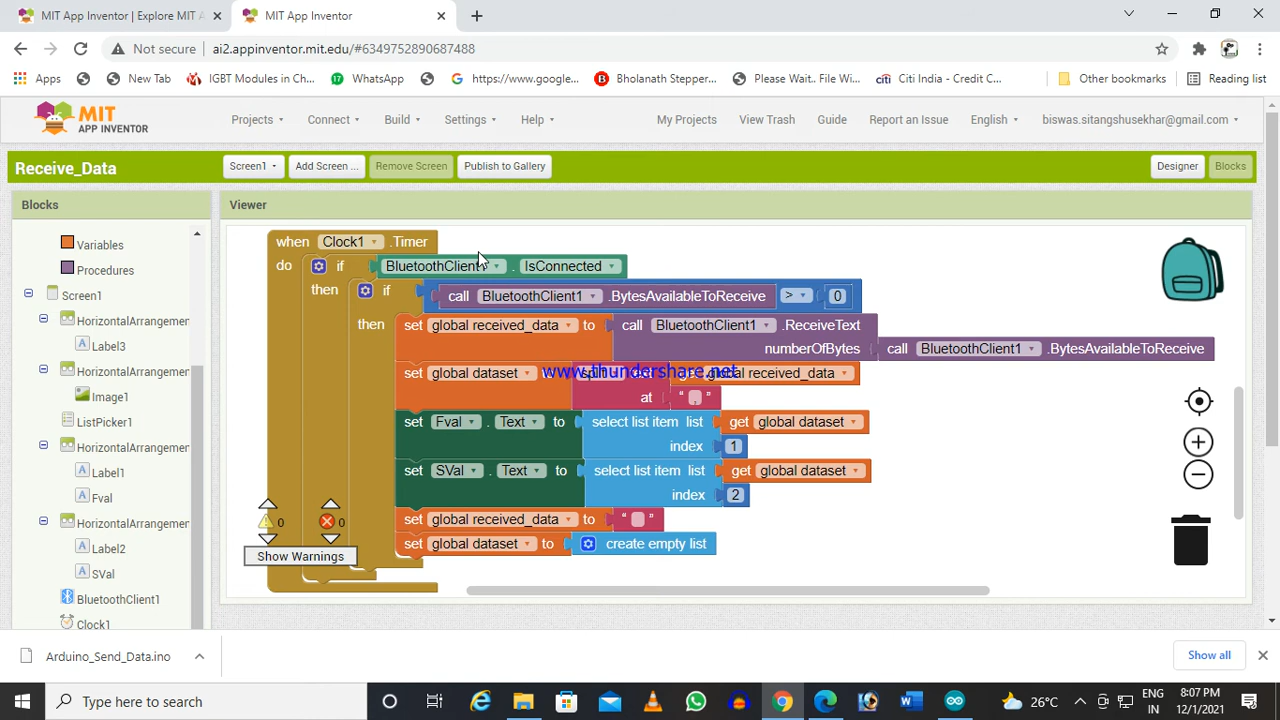 MIT App Inventor | Explore MIT A
MIT App Inventor
Not secure
ai2.appinventor.mit.edu/#6349752890687488
Apps
New Tab
IGBT Modules in Ch...
WhatsApp
https://www.google...
Bholanath Stepper...
Please Wait.. File Wi...
Citi India - Credit C...
Other bookmarks
Reading list
MIT
APP INVENTOR
Projects
Connect
Build
Settings
Help
My Projects
View Trash
Guide
Report an Issue
English
biswas.sitangshusekhar@gmail.com
Receive_Data
Screen1
Add Screen ...
Remove Screen
Publish to Gallery
Designer
Blocks
Blocks
Viewer
Variables
Procedures
Screen1
HorizontalArrangemen
Label3
HorizontalArrangemen
Image1
ListPicker1
HorizontalArrangemen
Label1
Fval
HorizontalArrangemen
Label2
SVal
BluetoothClient1
Clock1
when Clock1 .Timer
do if BluetoothClient1 . IsConnected
then if call BluetoothClient1 .BytesAvailableToReceive > 0
then set global received_data to call BluetoothClient1 .ReceiveText
numberOfBytes call BluetoothClient1 .BytesAvailableToReceive
set global dataset split global received_data
www.thundershare.net
at " , "
set Fval . Text to select list item list get global dataset
index 1
set SVal . Text to select list item list get global dataset
index 2
set global received_data to " "
set global dataset to create empty list
0 0
Show Warnings
Arduino_Send_Data.ino
Show all
Type here to search
26°C
ENG
IN
8:07 PM
12/1/2021